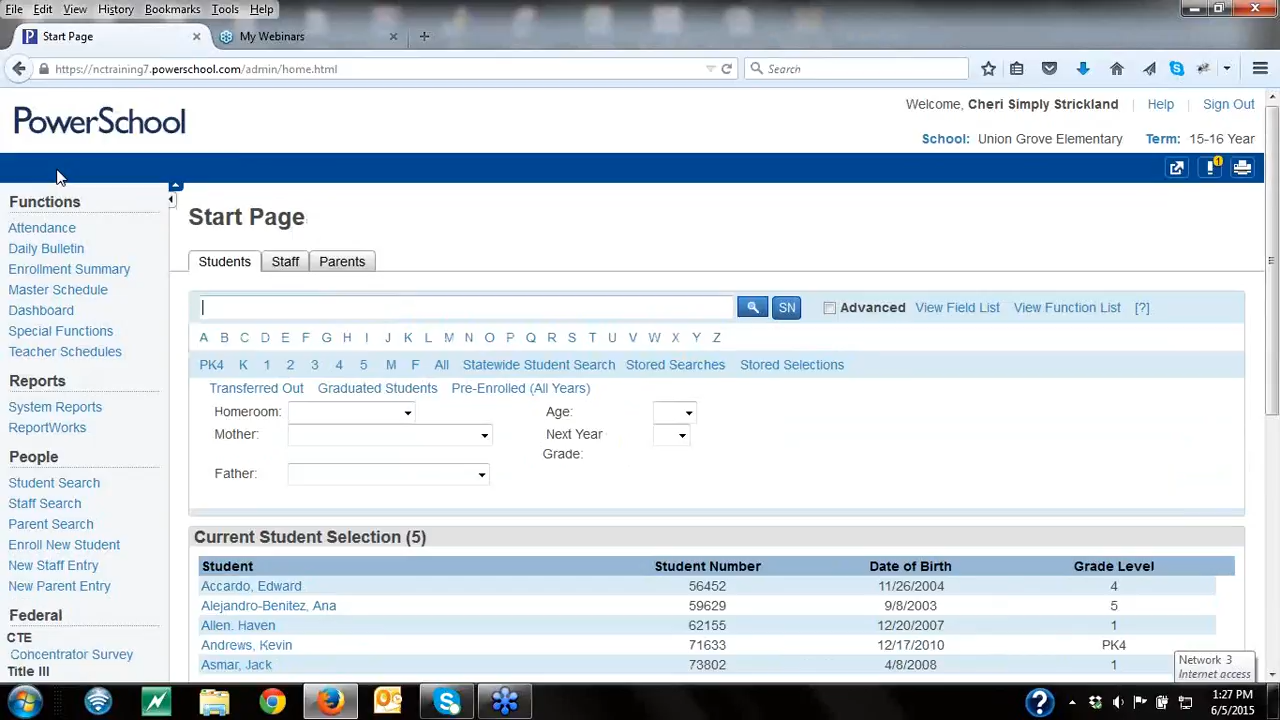 File Edit View History Bookmarks Tools Help
Start Page × My Webinars × +
https://nctraining7.powerschool.com/admin/home.html Search
PowerSchool
Welcome, Cheri Simply Strickland Help Sign Out
School: Union Grove Elementary Term: 15-16 Year
1
Functions
Attendance
Daily Bulletin
Enrollment Summary
Master Schedule
Dashboard
Special Functions
Teacher Schedules
Reports
System Reports
ReportWorks
People
Student Search
Staff Search
Parent Search
Enroll New Student
New Staff Entry
New Parent Entry
Federal
CTE
Concentrator Survey
Title III
Start Page
Students Staff Parents
SN Advanced View Field List View Function List [?]
A B C D E F G H I J K L M N O P Q R S T U V W X Y Z
PK4 K 1 2 3 4 5 M F All Statewide Student Search Stored Searches Stored Selections
Transferred Out Graduated Students Pre-Enrolled (All Years)
Homeroom: Age:
Mother: Next Year
Grade:
Father:
Current Student Selection (5)
Student Student Number Date of Birth Grade Level
Accardo, Edward 56452 11/26/2004 4
Alejandro-Benitez, Ana 59629 9/8/2003 5
Allen. Haven 62155 12/20/2007 1
Andrews, Kevin 71633 12/17/2010 PK4
Asmar, Jack 73802 4/8/2008 1
Network 3
Internet access
1:27 PM
6/5/2015